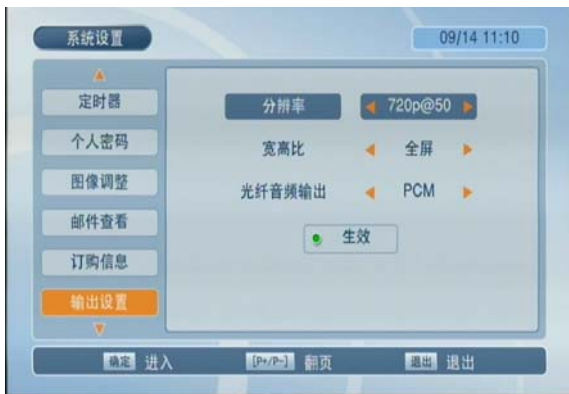 系统设置
09/14 11:10
定时器
个人密码
图像调整
邮件查看
订购信息
输出设置
分辨率 720p@50
宽高比 全屏
光纤音频输出 PCM
生效
确定 进入 [P+/P-] 翻页 退出 退出